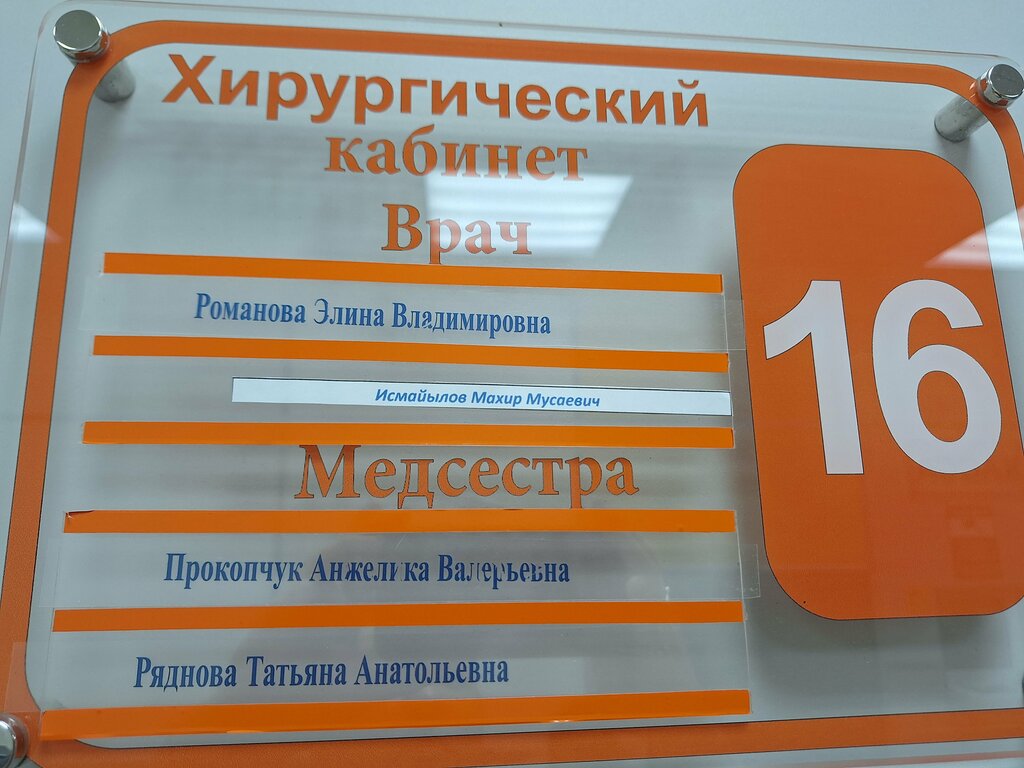 Хирургический
кабинет
Врач
Романова Элина Владимировна
Исмайылов Махир Мусаевич
Медсестра
Прокопчук Анжелика Валерьевна
Ряднова Татьяна Анатольевна
16